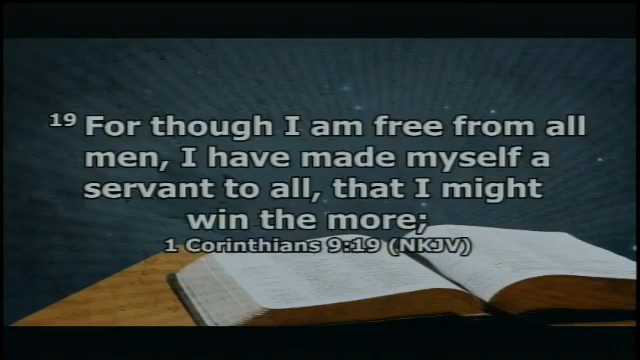 19 For though I am free from all
men, I have made myself a
servant to all, that I might
win the more;
1 Corinthians 9:19 (NKJV)